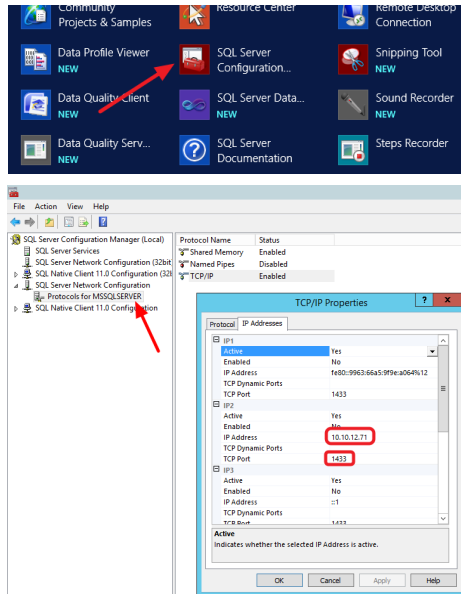 Community
Projects & Samples
Resource Center
Remote Desktop
Connection
Data Profile Viewer
NEW
SQL Server
Configuration...
Snipping Tool
NEW
Data Quality Client
NEW
SQL Server Data...
NEW
Sound Recorder
NEW
Data Quality Serv...
NEW
SQL Server
Documentation
Steps Recorder
File Action View Help
SQL Server Configuration Manager (Local)
SQL Server Services
SQL Server Network Configuration (32bit
SQL Native Client 11.0 Configuration (32b
SQL Server Network Configuration
Protocols for MSSQLSERVER
SQL Native Client 11.0 Configuration
Protocol Name Status
Shared Memory Enabled
Named Pipes Disabled
TCP/IP Enabled
TCP/IP Properties
? x
Protocol IP Addresses
IP1
Active Yes
Enabled No
IP Address fe80::9963:66a5:9f9e:a064%12
TCP Dynamic Ports
TCP Port 1433
IP2
Active Yes
Enabled No
IP Address 10.10.12.71
TCP Dynamic Ports
TCP Port 1433
IP3
Active Yes
Enabled No
IP Address ::1
TCP Dynamic Ports
TCP Port 1433
Active
Indicates whether the selected IP Address is active.
OK Cancel Apply Help